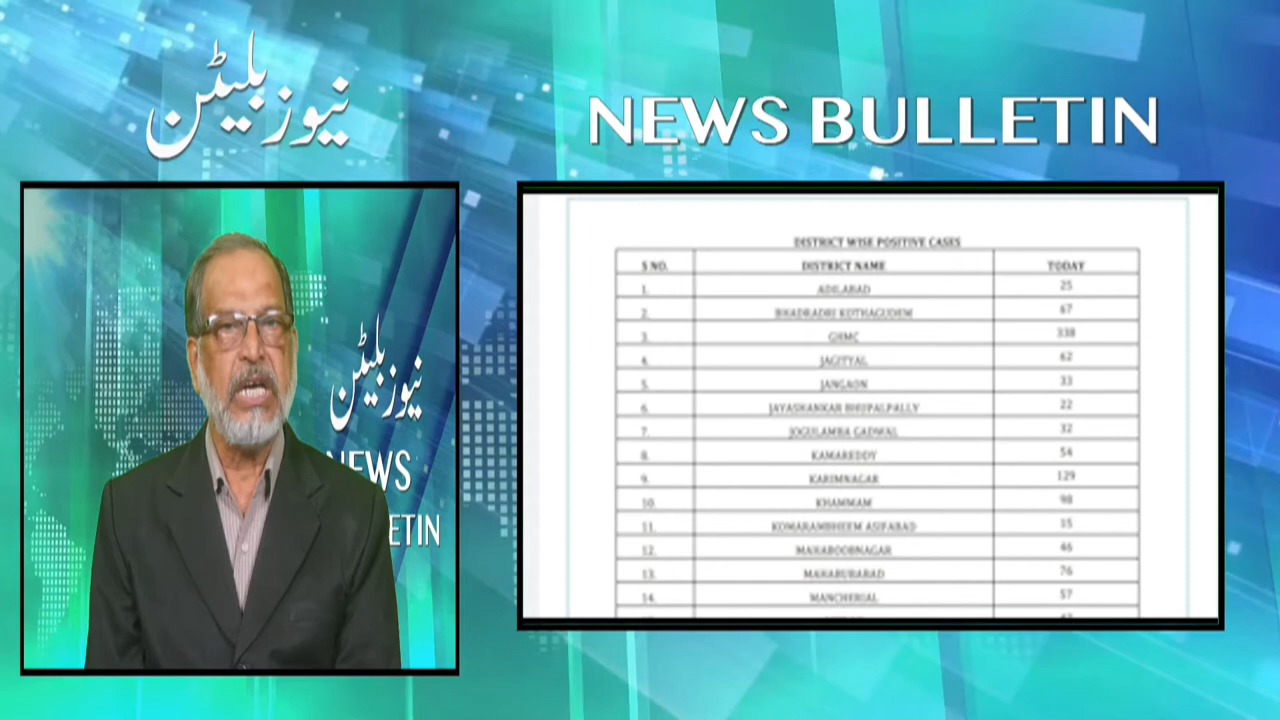 نیوز بلیٹن
NEWS BULLETIN
نیوز بلیٹن
NEWS
ETIN
DISTRICT WISE POSITIVE CASES
S NO. DISTRICT NAME TODAY
1. ADILABAD 25
2. BHADRADRI KOTHAGUDEM 67
3. GHMC 338
4. JAGITYAL 62
5. JANGAON 33
6. JAYASHANKAR BHUPALPALLY 22
7. JOGULAMBA GADWAL 32
8. KAMAREDDY 54
9. KARIMNAGAR 129
10. KHAMMAM 98
11. KOMARAMBHEEM ASIFABAD 15
12. MAHABOOBNAGAR 46
13. MAHABUBABAD 76
14. MANCHERIAL 57